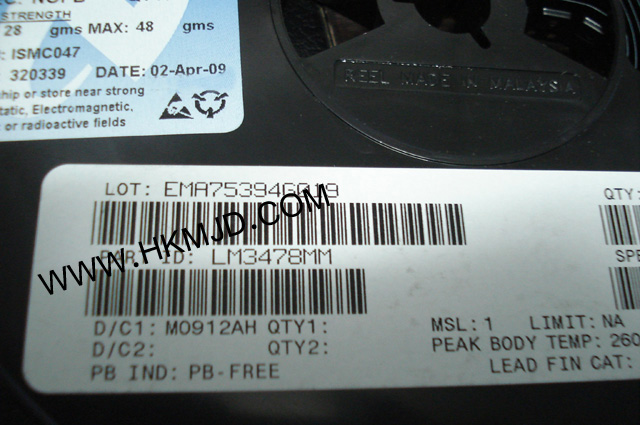 STRENGTH
28 gms MAX: 48 gms
: ISMC047
: 320339 DATE: 02-Apr-09
hip or store near strong
tatic, Electromagnetic,
or radioactive fields
REEL MADE IN MALAYSIA
LOT: QTY:
PART ID: LM3478MM SPE
WWW.HKMJD.COM
D/C1: M0912AH QTY1: MSL: 1 LIMIT: NA
D/C2: QTY2: PEAK BODY TEMP: 260
PB IND: PB-FREE LEAD FIN CAT: